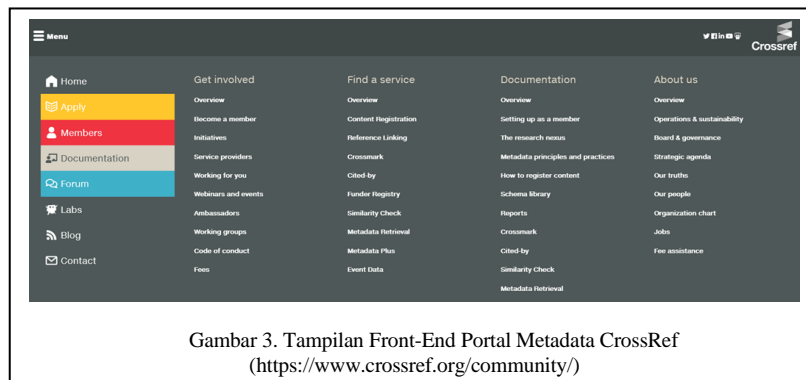 Menu
Crossref
Home
Apply
Members
Documentation
Forum
Labs
Blog
Contact
Get involved
Overview
Become a member
Initiatives
Service providers
Working for you
Webinars and events
Ambassadors
Working groups
Code of conduct
Fees
Find a service
Overview
Content Registration
Reference Linking
Crossmark
Cited-by
Funder Registry
Similarity Check
Metadata Retrieval
Metadata Plus
Event Data
Documentation
Overview
Setting up as a member
The research nexus
Metadata principles and practices
How to register content
Schema library
Reports
Crossmark
Cited-by
Similarity Check
Metadata Retrieval
About us
Overview
Operations & sustainability
Board & governance
Strategic agenda
Our truths
Our people
Organization chart
Jobs
Fee assistance
Gambar 3. Tampilan Front-End Portal Metadata CrossRef
(https://www.crossref.org/community/)